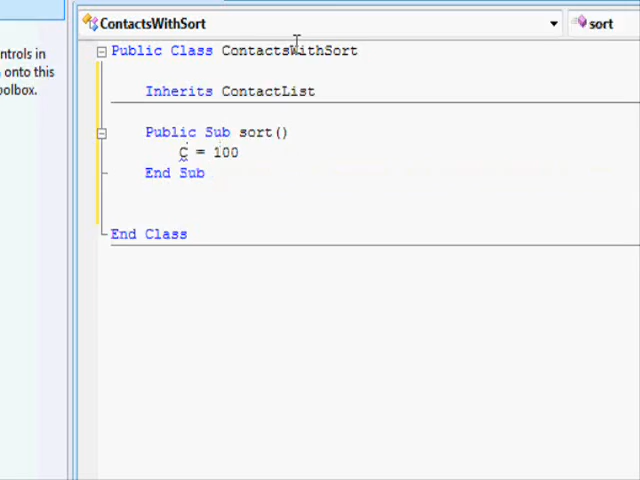 ContactsWithSort
sort
ntrols in
onto this
olbox.
Public Class ContactsWithSort
Inherits ContactList
Public Sub sort()
C = 100
End Sub
End Class